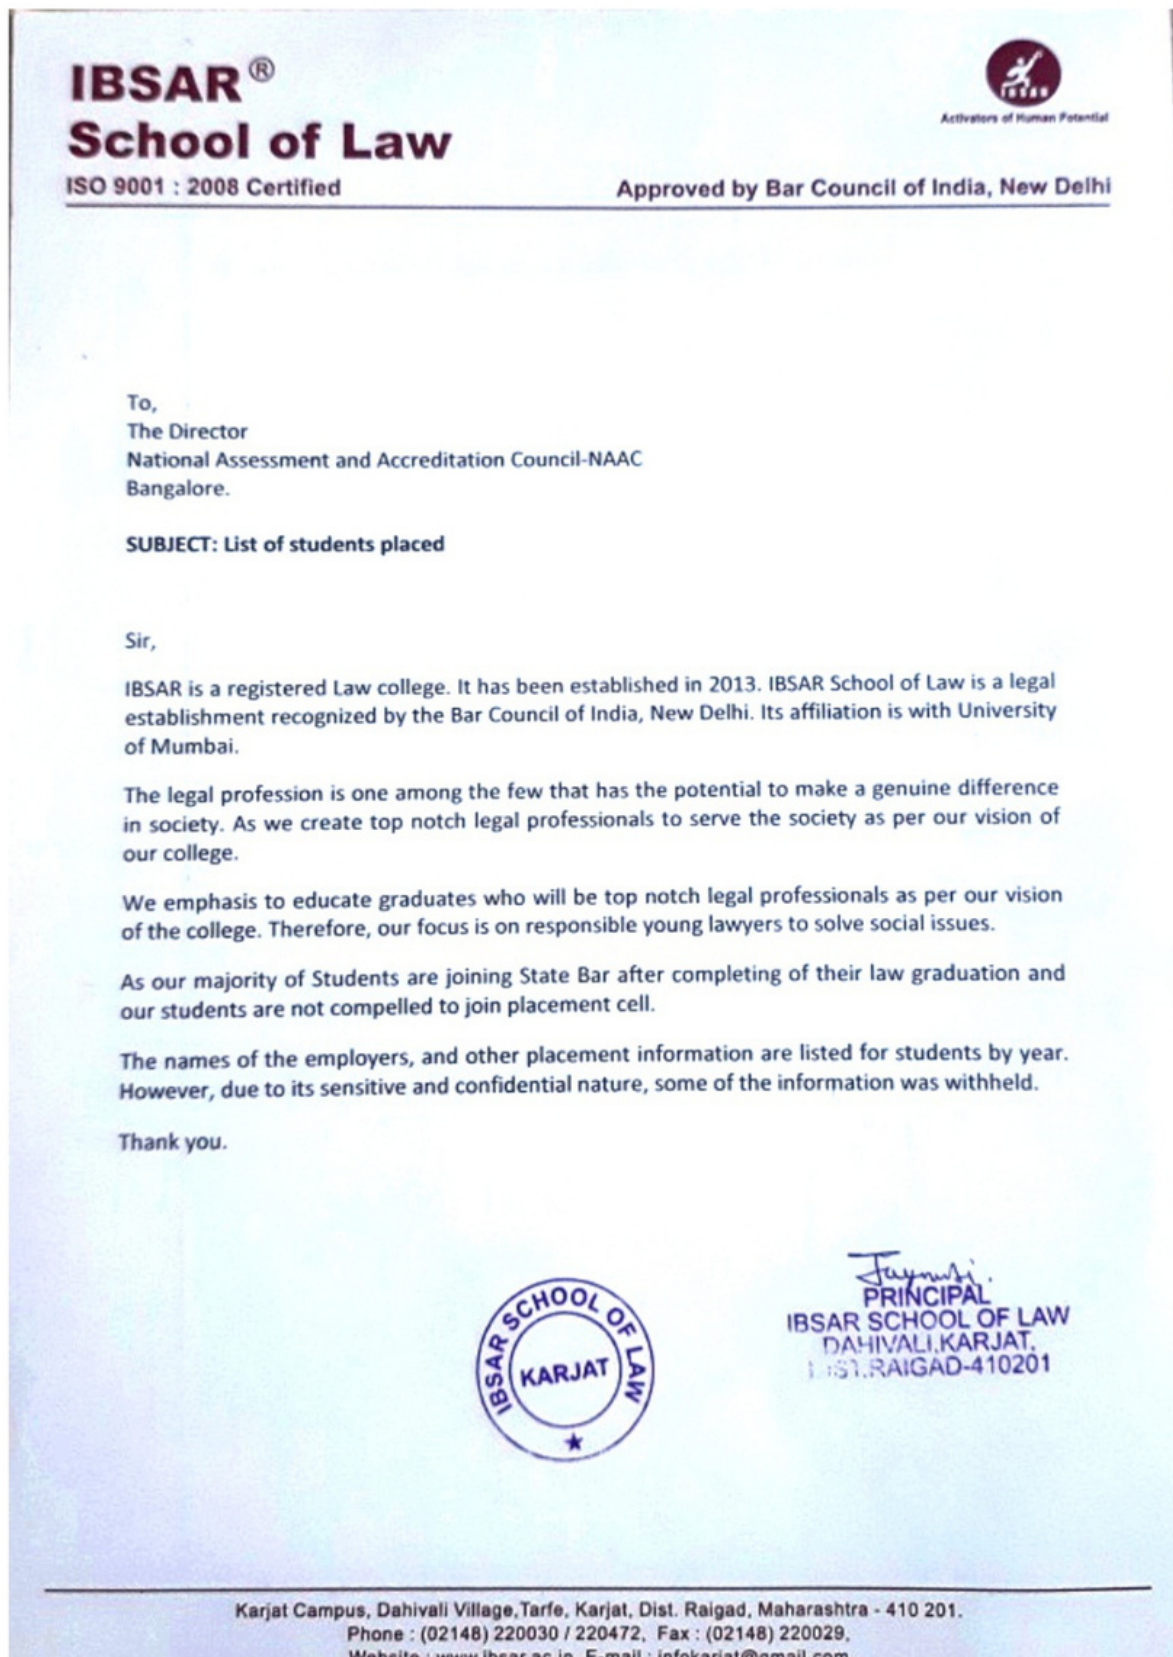 IBSAR®
School of Law
ISO 9001 : 2008 Certified
IBSAR
Activators of Human Potential
Approved by Bar Council of India, New Delhi
To,
The Director
National Assessment and Accreditation Council-NAAC
Bangalore.
SUBJECT: List of students placed
Sir,
IBSAR is a registered Law college. It has been established in 2013. IBSAR School of Law is a legal
establishment recognized by the Bar Council of India, New Delhi. Its affiliation is with University
of Mumbai.
The legal profession is one among the few that has the potential to make a genuine difference
in society. As we create top notch legal professionals to serve the society as per our vision of
our college.
We emphasis to educate graduates who will be top notch legal professionals as per our vision
of the college. Therefore, our focus is on responsible young lawyers to solve social issues.
As our majority of Students are joining State Bar after completing of their law graduation and
our students are not compelled to join placement cell.
The names of the employers, and other placement information are listed for students by year.
However, due to its sensitive and confidential nature, some of the information was withheld.
Thank you.
IBSAR SCHOOL OF LAW
KARJAT
PRINCIPAL
IBSAR SCHOOL OF LAW
DAHIVALI,KARJAT,
DIST.RAIGAD-410201
Karjat Campus, Dahivali Village,Tarfe, Karjat, Dist. Raigad, Maharashtra - 410 201.
Phone : (02148) 220030 / 220472, Fax : (02148) 220029,
Website : www.ibsar.ac.in, E-mail : infokarjat@gmail.com